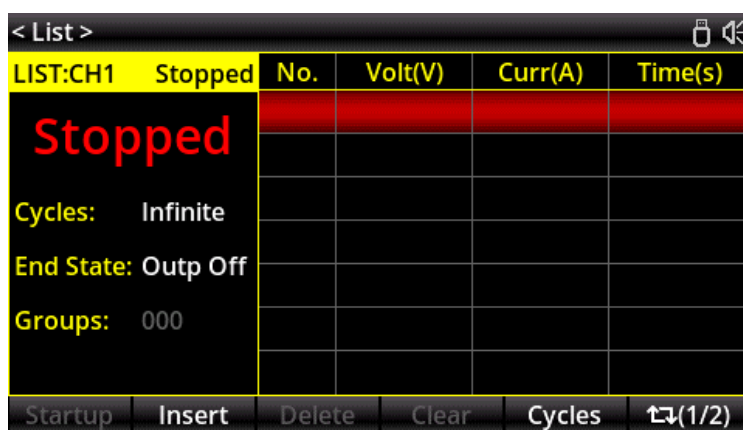 < List >
LIST:CH1 Stopped No. Volt(V) Curr(A) Time(s)
Stopped
Cycles: Infinite
End State: Outp Off
Groups: 000
Startup Insert Delete Clear Cycles (1/2)